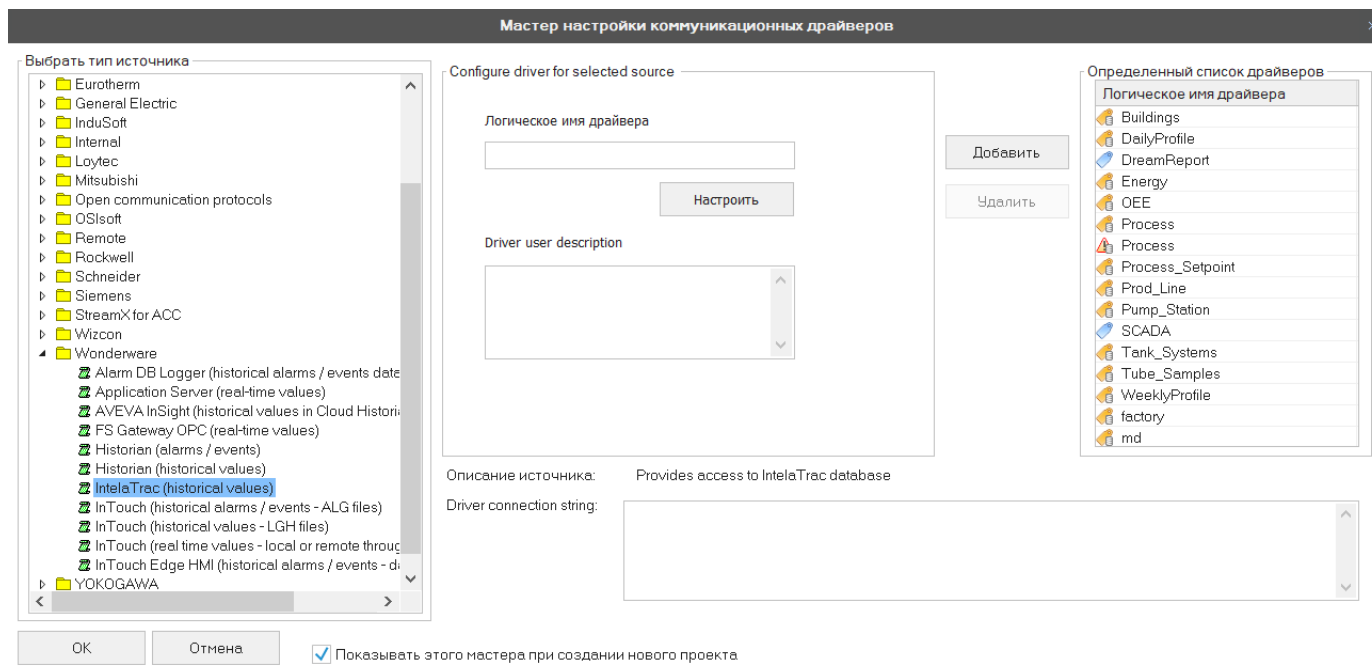 Мастер настройки коммуникационных драйверов
Выбрать тип источника
Eurotherm
General Electric
InduSoft
Internal
Loytec
Mitsubishi
Open communication protocols
OSIsoft
Remote
Rockwell
Schneider
Siemens
StreamX for ACC
Wizcon
Wonderware
Alarm DB Logger (historical alarms / events data
Application Server (real-time values)
AVEVA InSight (historical values in Cloud Histori
FS Gateway OPC (real-time values)
Historian (alarms / events)
Historian (historical values)
IntelaTrac (historical values)
InTouch (historical alarms / events - ALG files)
InTouch (historical values - LGH files)
InTouch (real time values - local or remote throug
InTouch Edge HMI (historical alarms / events - d
YOKOGAWA
Configure driver for selected source
Логическое имя драйвера
Настроить
Driver user description
Добавить
Удалить
Определенный список драйверов
Логическое имя драйвера
Buildings
DailyProfile
DreamReport
Energy
OEE
Process
Process
Process_Setpoint
Prod_Line
Pump_Station
SCADA
Tank_Systems
Tube_Samples
WeeklyProfile
factory
md
Описание источника: Provides access to IntelaTrac database
Driver connection string:
OK
Отмена
Показывать этого мастера при создании нового проекта